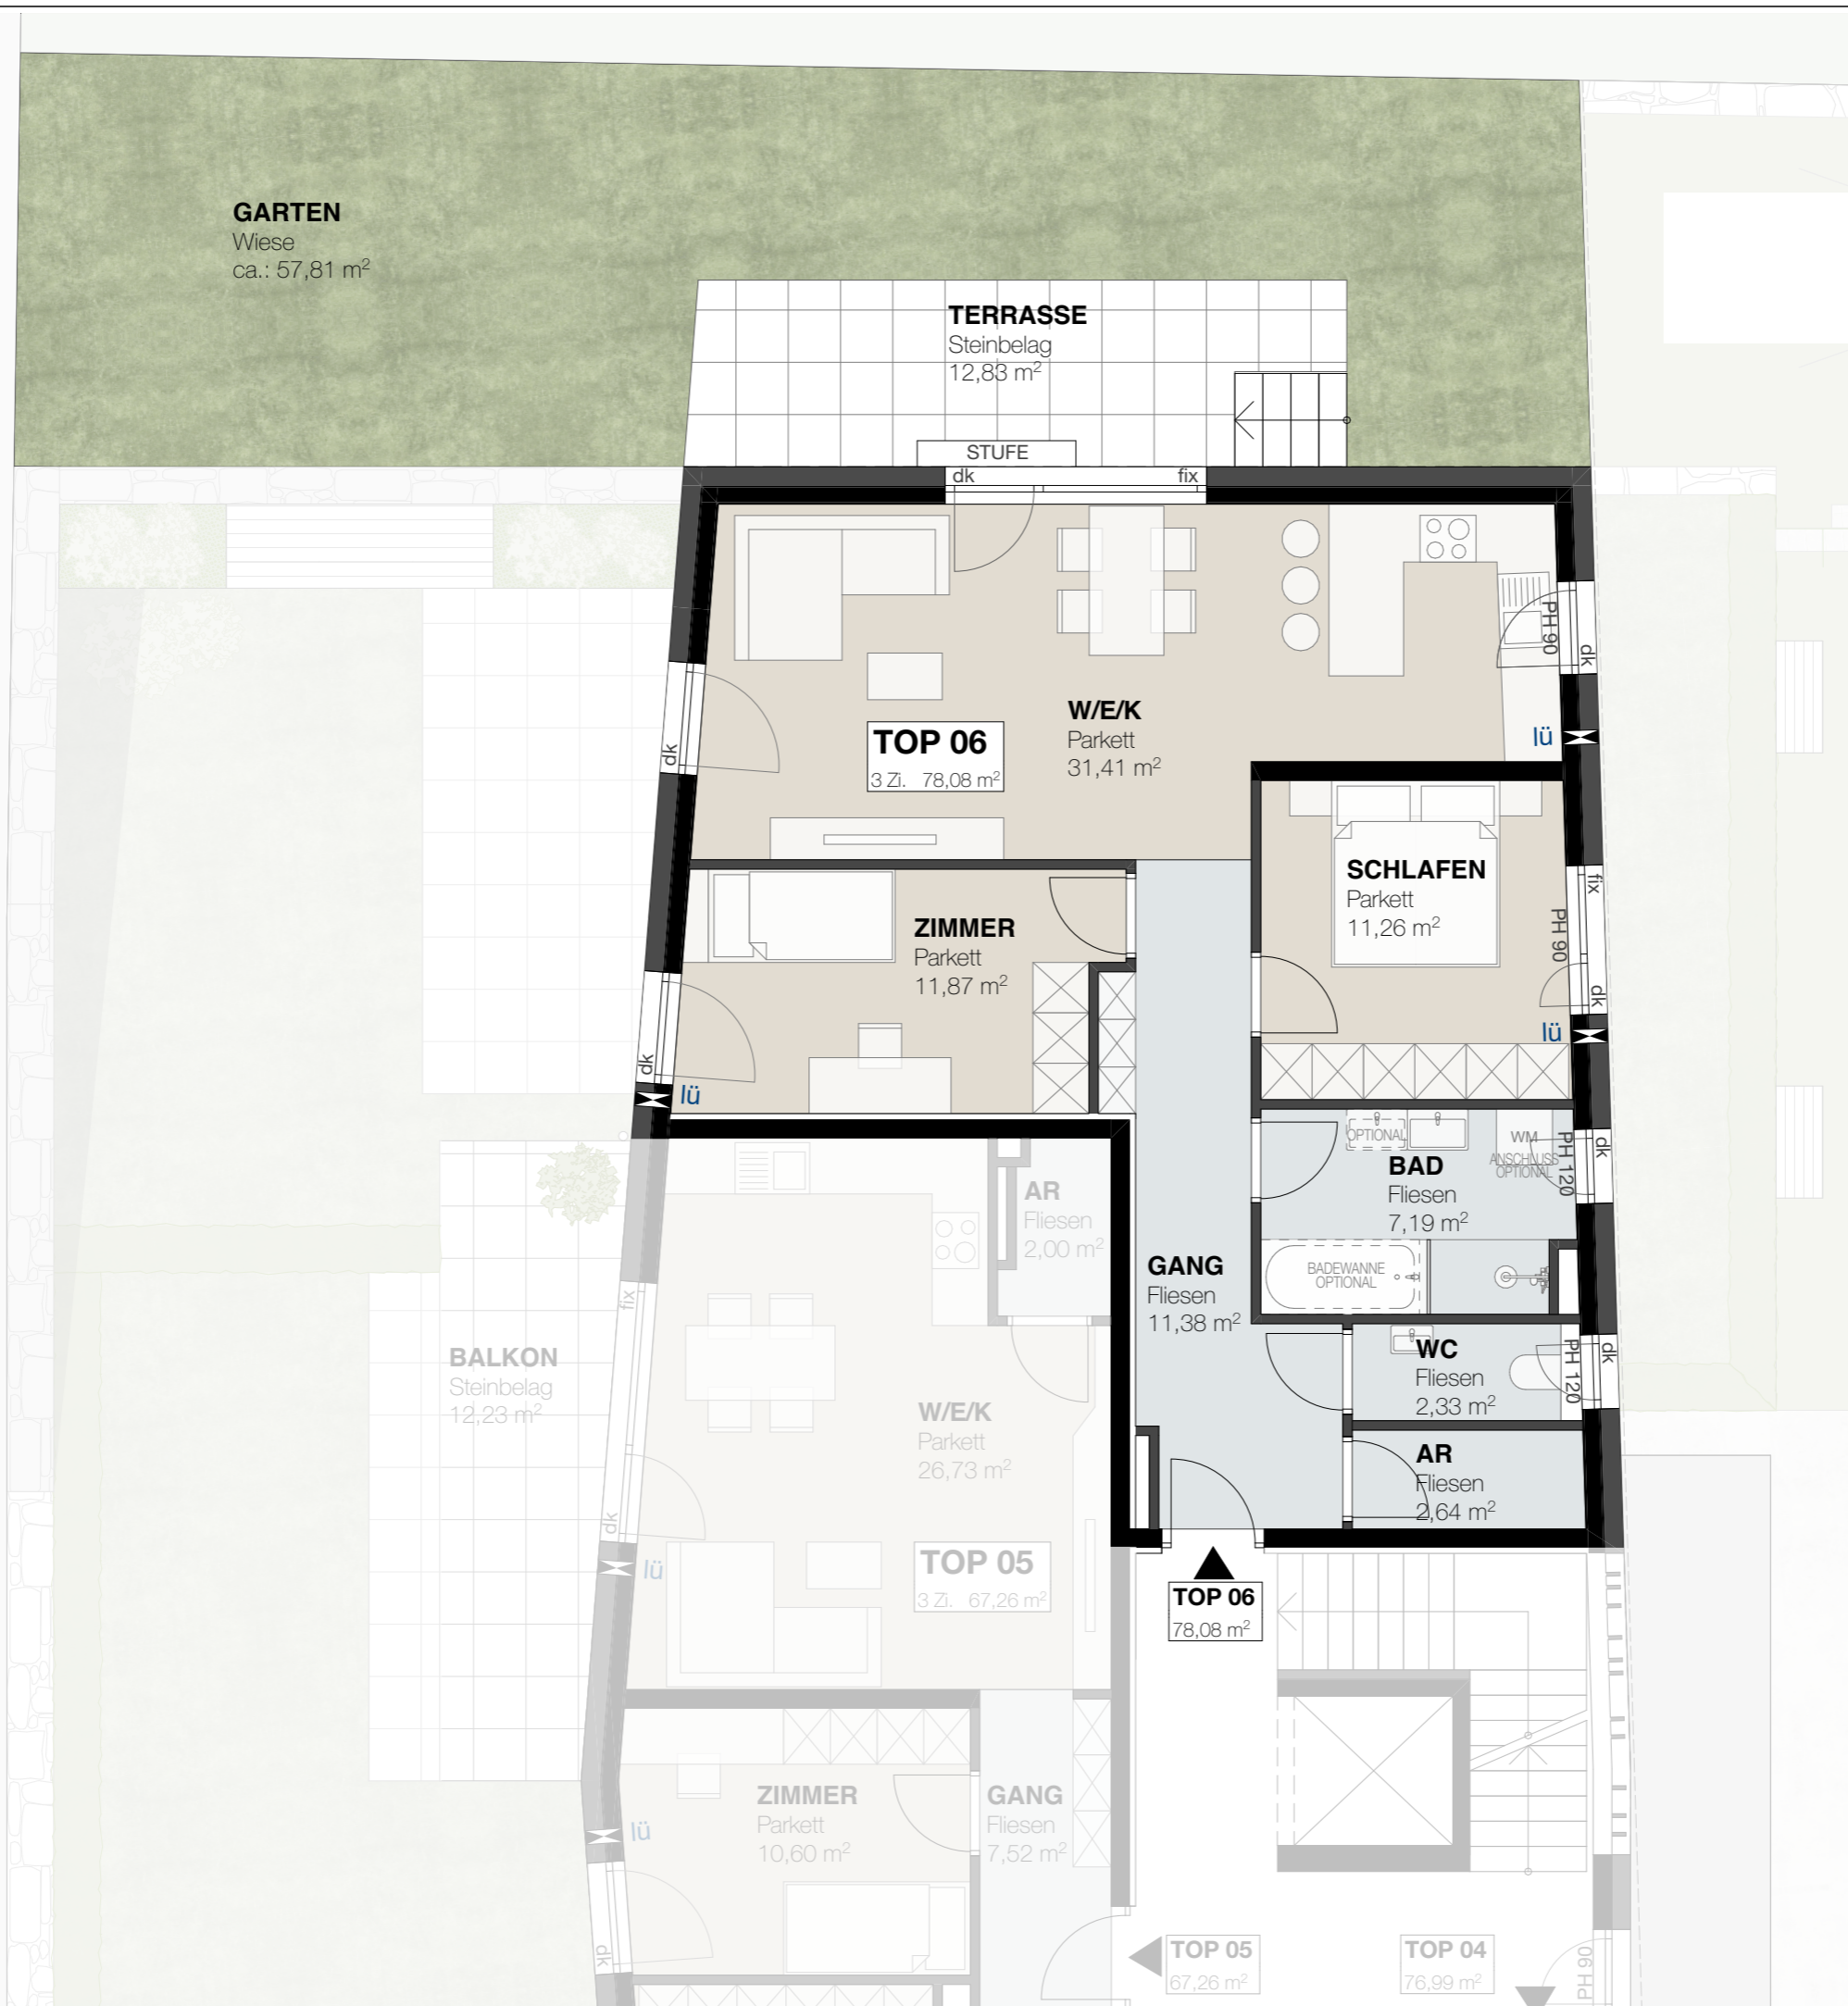 GARTEN
Wiese
ca.: 57,81 m²
TERRASSE
Steinbelag
12,83 m²
STUFE
dk
fix
PH 90
dk
W/E/K
Parkett
31,41 m²
dk
TOP 06
3 Zi. 78,08 m²
lü
SCHLAFEN
Parkett
11,26 m²
fix
PH 90
dk
lü
ZIMMER
Parkett
11,87 m²
dk
lü
OPTIONAL
WM
ANSCHLUSS
OPTIONAL
PH 120
dk
BAD
Fliesen
7,19 m²
BADEWANNE
OPTIONAL
AR
Fliesen
2,00 m²
GANG
Fliesen
11,38 m²
fix
WC
Fliesen
2,33 m²
PH 120
dk
BALKON
Steinbelag
12,23 m²
W/E/K
Parkett
26,73 m²
AR
Fliesen
2,64 m²
dk
lü
TOP 05
3 Zi. 67,26 m²
TOP 06
78,08 m²
ZIMMER
Parkett
10,60 m²
lü
GANG
Fliesen
7,52 m²
dk
TOP 05
67,26 m²
TOP 04
76,99 m²
PH 90